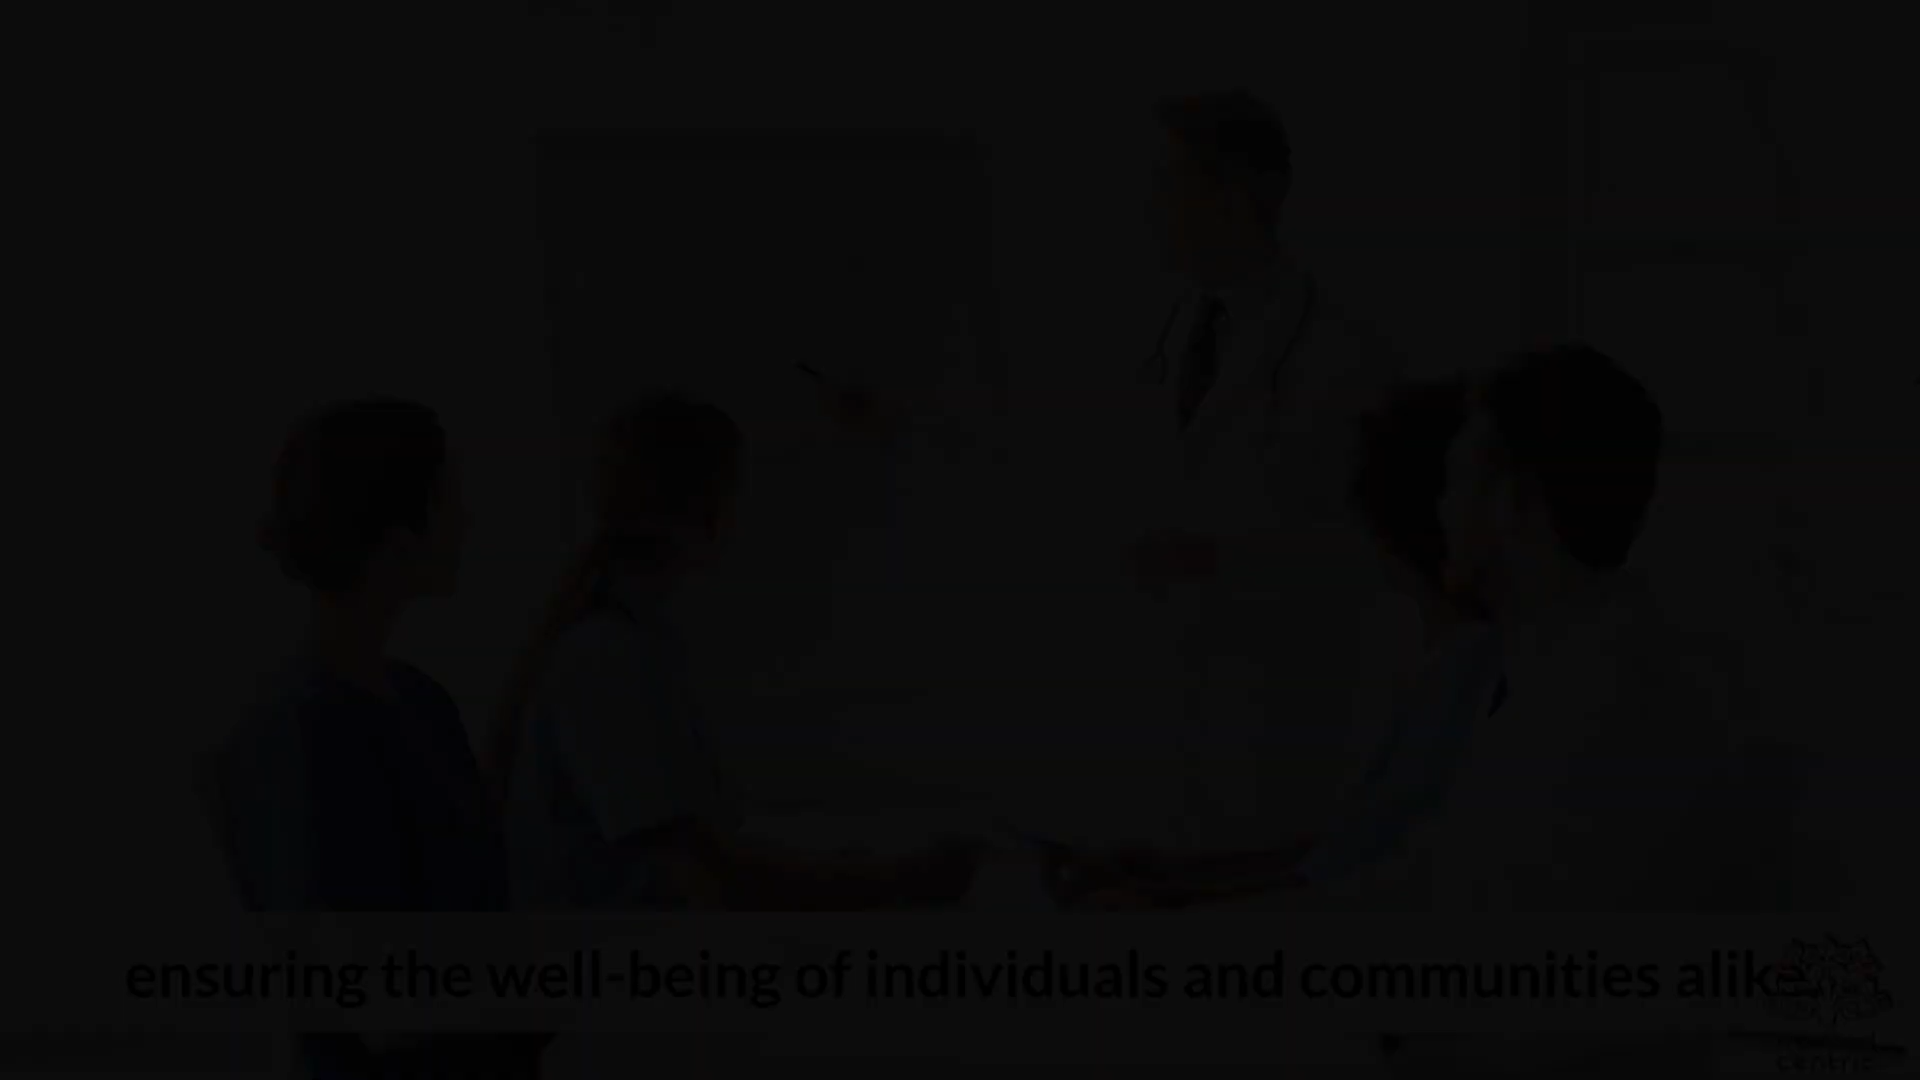 ensuring the well-being of individuals and communities alike